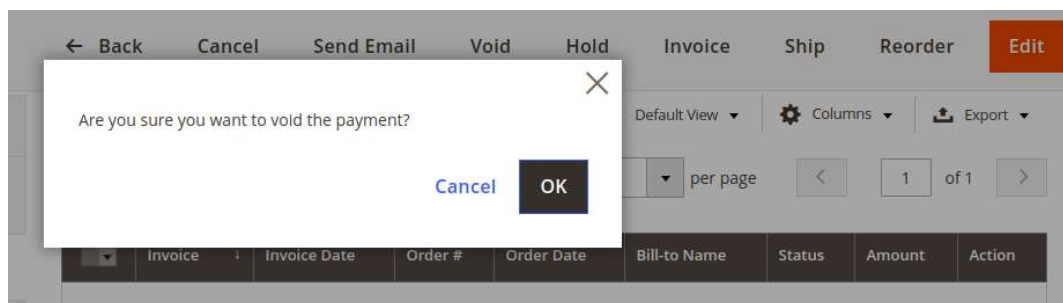 ← Back Cancel Send Email Void Hold Invoice Ship Reorder Edit
Are you sure you want to void the payment?
Cancel OK
Default View Columns Export
per page 1 of 1
Invoice ↓ Invoice Date Order # Order Date Bill-to Name Status Amount Action